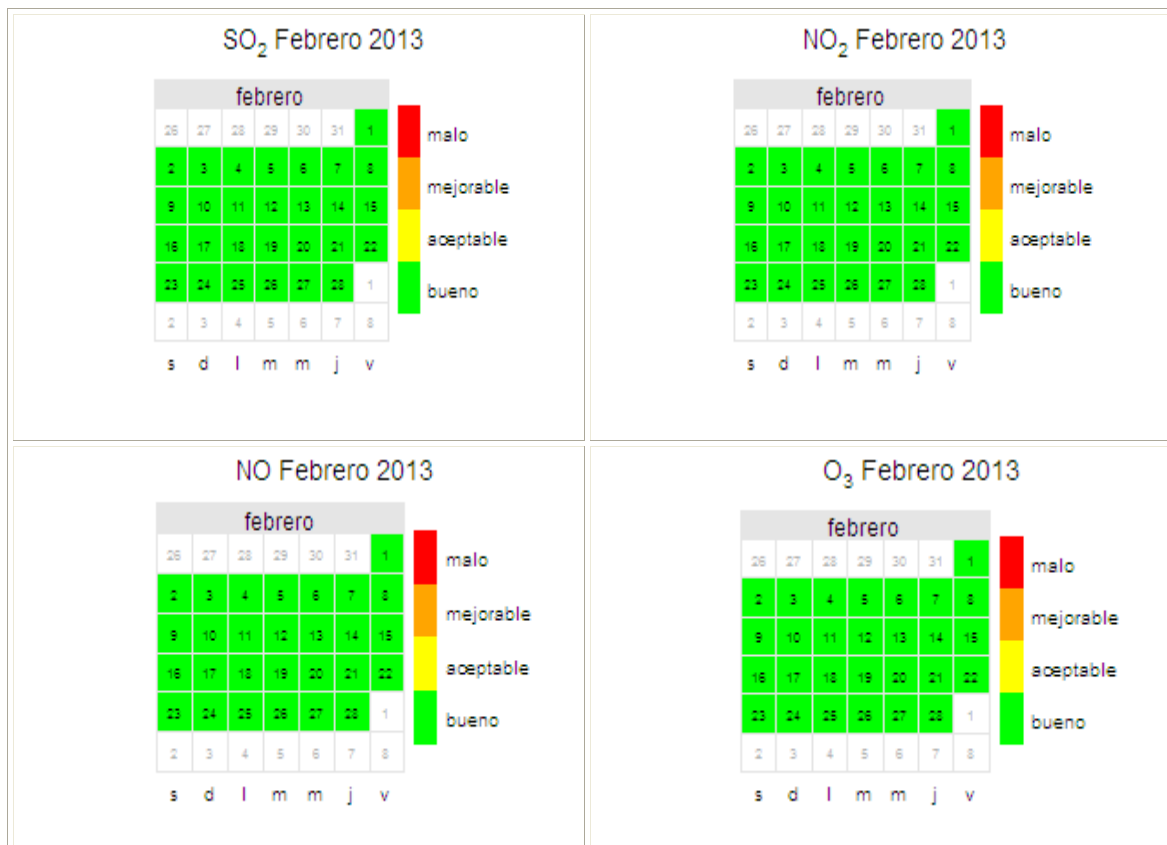 SO₂ Febrero 2013
febrero
26 27 28 29 30 31 1
2 3 4 5 6 7 8
9 10 11 12 13 14 15
16 17 18 19 20 21 22
23 24 25 26 27 28 1
2 3 4 5 6 7 8
s d l m m j v
malo
mejorable
aceptable
bueno
NO₂ Febrero 2013
febrero
26 27 28 29 30 31 1
2 3 4 5 6 7 8
9 10 11 12 13 14 15
16 17 18 19 20 21 22
23 24 25 26 27 28 1
2 3 4 5 6 7 8
s d l m m j v
malo
mejorable
aceptable
bueno
NO Febrero 2013
febrero
26 27 28 29 30 31 1
2 3 4 5 6 7 8
9 10 11 12 13 14 15
16 17 18 19 20 21 22
23 24 25 26 27 28 1
2 3 4 5 6 7 8
s d l m m j v
malo
mejorable
aceptable
bueno
O₃ Febrero 2013
febrero
26 27 28 29 30 31 1
2 3 4 5 6 7 8
9 10 11 12 13 14 15
16 17 18 19 20 21 22
23 24 25 26 27 28 1
2 3 4 5 6 7 8
s d l m m j v
malo
mejorable
aceptable
bueno